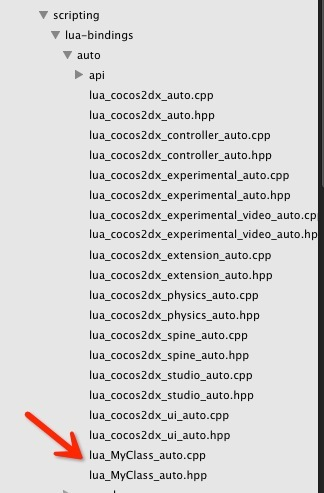 scripting
lua-bindings
auto
api
lua_cocos2dx_auto.cpp
lua_cocos2dx_auto.hpp
lua_cocos2dx_controller_auto.cpp
lua_cocos2dx_controller_auto.hpp
lua_cocos2dx_experimental_auto.cpp
lua_cocos2dx_experimental_auto.hpp
lua_cocos2dx_experimental_video_auto.cp
lua_cocos2dx_experimental_video_auto.hp
lua_cocos2dx_extension_auto.cpp
lua_cocos2dx_extension_auto.hpp
lua_cocos2dx_physics_auto.cpp
lua_cocos2dx_physics_auto.hpp
lua_cocos2dx_spine_auto.cpp
lua_cocos2dx_spine_auto.hpp
lua_cocos2dx_studio_auto.cpp
lua_cocos2dx_studio_auto.hpp
lua_cocos2dx_ui_auto.cpp
lua_cocos2dx_ui_auto.hpp
lua_MyClass_auto.cpp
lua_MyClass_auto.hpp